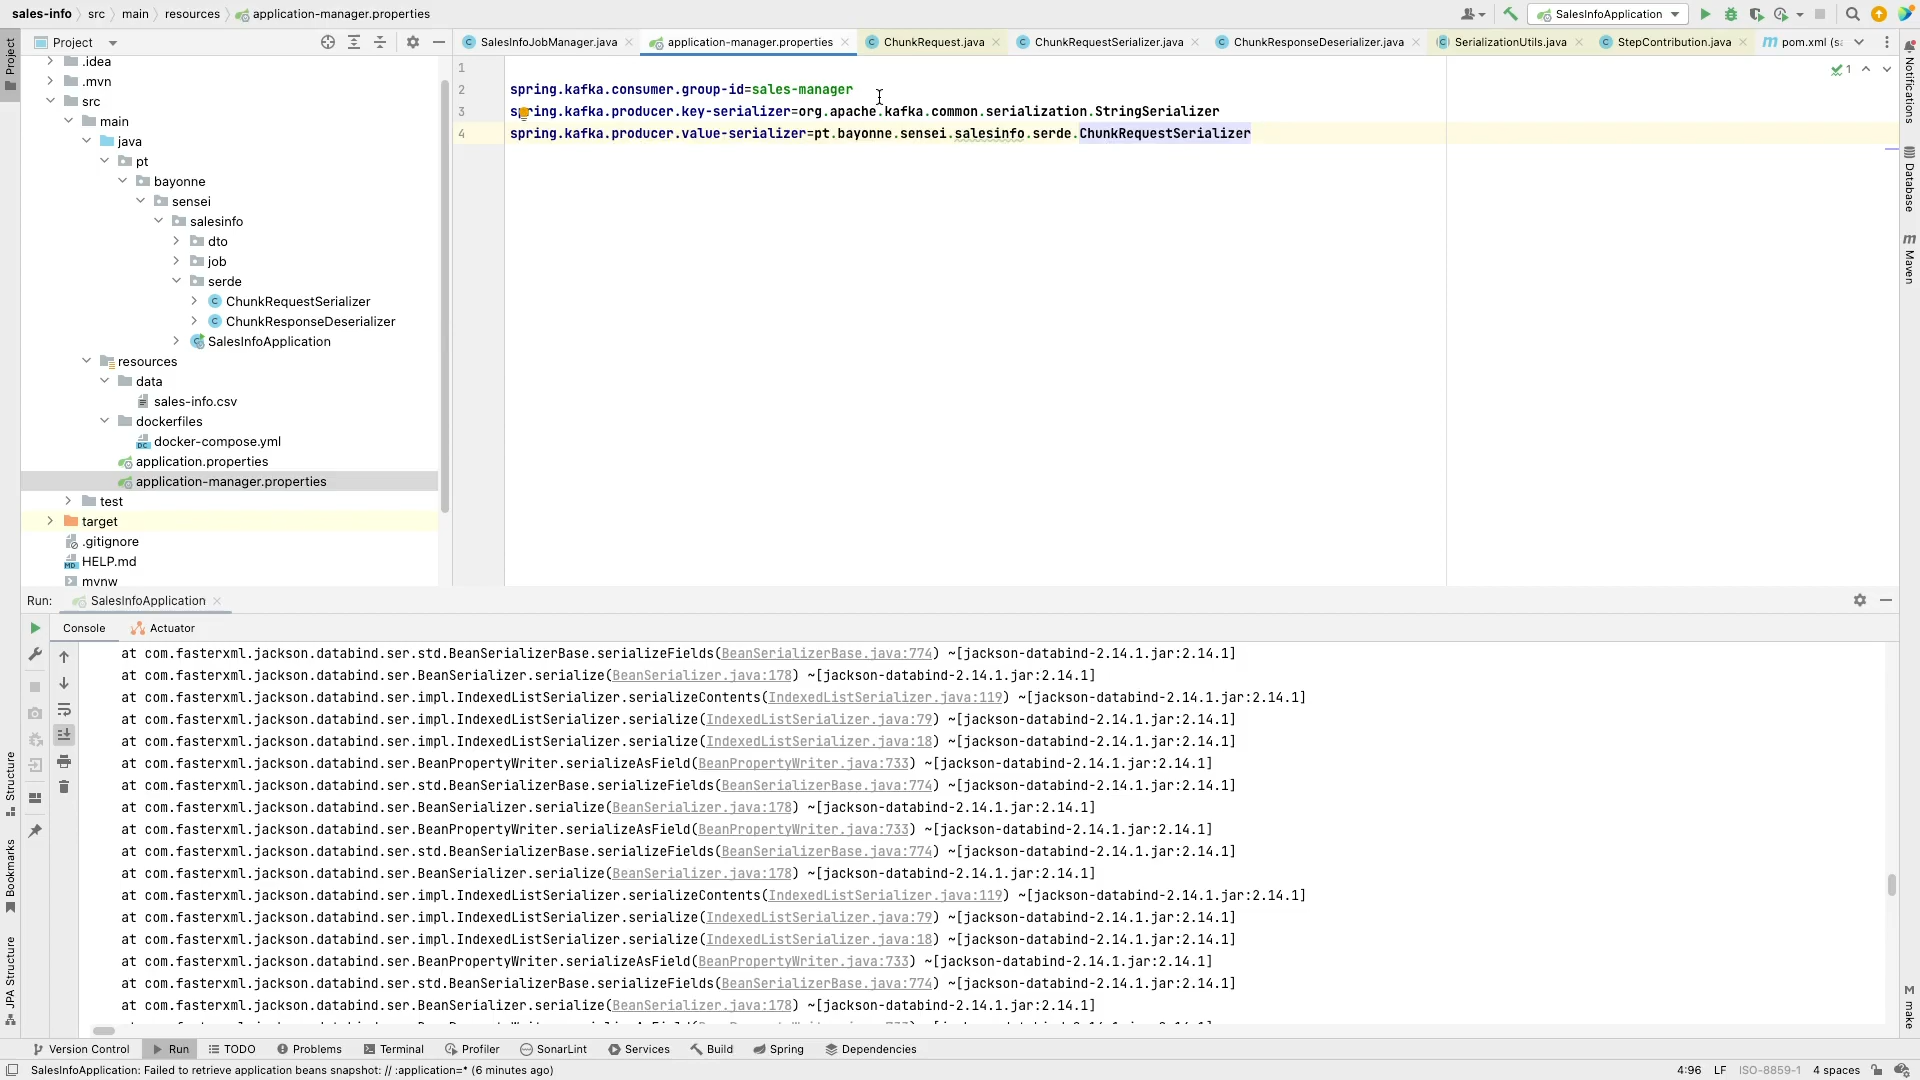 sales-info
src
main
resources
application-manager.properties
SalesInfoApplication
Project
SalesInfoJobManager.java
application-manager.properties
ChunkRequest.java
ChunkRequestSerializer.java
ChunkResponseDeserializer.java
SerializationUtils.java
StepContribution.java
pom.xml (sa
Project
.idea
.mvn
src
main
java
pt
bayonne
sensei
salesinfo
dto
job
serde
ChunkRequestSerializer
ChunkResponseDeserializer
SalesInfoApplication
resources
data
sales-info.csv
dockerfiles
docker-compose.yml
application.properties
application-manager.properties
test
target
.gitignore
HELP.md
mvnw
1
2 spring.kafka.consumer.group-id=sales-manager
3 spring.kafka.producer.key-serializer=org.apache.kafka.common.serialization.StringSerializer
4 spring.kafka.producer.value-serializer=pt.bayonne.sensei.salesinfo.serde.ChunkRequestSerializer
1
Notifications
Database
Maven
make
Run:
SalesInfoApplication
Console
Actuator
at com.fasterxml.jackson.databind.ser.std.BeanSerializerBase.serializeFields(BeanSerializerBase.java:774) ~[jackson-databind-2.14.1.jar:2.14.1]
at com.fasterxml.jackson.databind.ser.BeanSerializer.serialize(BeanSerializer.java:178) ~[jackson-databind-2.14.1.jar:2.14.1]
at com.fasterxml.jackson.databind.ser.impl.IndexedListSerializer.serializeContents(IndexedListSerializer.java:119) ~[jackson-databind-2.14.1.jar:2.14.1]
at com.fasterxml.jackson.databind.ser.impl.IndexedListSerializer.serialize(IndexedListSerializer.java:79) ~[jackson-databind-2.14.1.jar:2.14.1]
at com.fasterxml.jackson.databind.ser.impl.IndexedListSerializer.serialize(IndexedListSerializer.java:18) ~[jackson-databind-2.14.1.jar:2.14.1]
at com.fasterxml.jackson.databind.ser.BeanPropertyWriter.serializeAsField(BeanPropertyWriter.java:733) ~[jackson-databind-2.14.1.jar:2.14.1]
at com.fasterxml.jackson.databind.ser.std.BeanSerializerBase.serializeFields(BeanSerializerBase.java:774) ~[jackson-databind-2.14.1.jar:2.14.1]
at com.fasterxml.jackson.databind.ser.BeanSerializer.serialize(BeanSerializer.java:178) ~[jackson-databind-2.14.1.jar:2.14.1]
at com.fasterxml.jackson.databind.ser.BeanPropertyWriter.serializeAsField(BeanPropertyWriter.java:733) ~[jackson-databind-2.14.1.jar:2.14.1]
at com.fasterxml.jackson.databind.ser.std.BeanSerializerBase.serializeFields(BeanSerializerBase.java:774) ~[jackson-databind-2.14.1.jar:2.14.1]
at com.fasterxml.jackson.databind.ser.BeanSerializer.serialize(BeanSerializer.java:178) ~[jackson-databind-2.14.1.jar:2.14.1]
at com.fasterxml.jackson.databind.ser.impl.IndexedListSerializer.serializeContents(IndexedListSerializer.java:119) ~[jackson-databind-2.14.1.jar:2.14.1]
at com.fasterxml.jackson.databind.ser.impl.IndexedListSerializer.serialize(IndexedListSerializer.java:79) ~[jackson-databind-2.14.1.jar:2.14.1]
at com.fasterxml.jackson.databind.ser.impl.IndexedListSerializer.serialize(IndexedListSerializer.java:18) ~[jackson-databind-2.14.1.jar:2.14.1]
at com.fasterxml.jackson.databind.ser.BeanPropertyWriter.serializeAsField(BeanPropertyWriter.java:733) ~[jackson-databind-2.14.1.jar:2.14.1]
at com.fasterxml.jackson.databind.ser.std.BeanSerializerBase.serializeFields(BeanSerializerBase.java:774) ~[jackson-databind-2.14.1.jar:2.14.1]
at com.fasterxml.jackson.databind.ser.BeanSerializer.serialize(BeanSerializer.java:178) ~[jackson-databind-2.14.1.jar:2.14.1]
Structure
Bookmarks
JPA Structure
Version Control
Run
TODO
Problems
Terminal
Profiler
SonarLint
Services
Build
Spring
Dependencies
SalesInfoApplication: Failed to retrieve application beans snapshot: // :application=* (6 minutes ago)
4:96
LF
ISO-8859-1
4 spaces